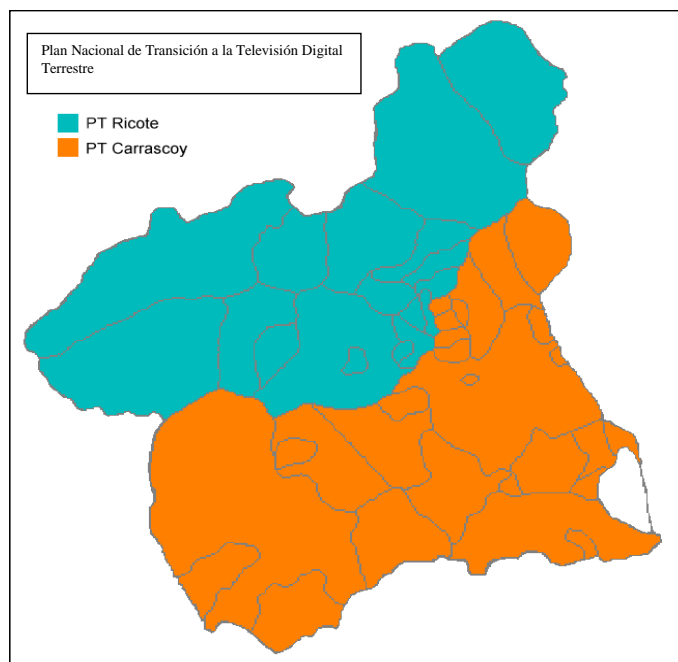 Plan Nacional de Transición a la Televisión Digital
Terrestre
PT Ricote
PT Carrascoy